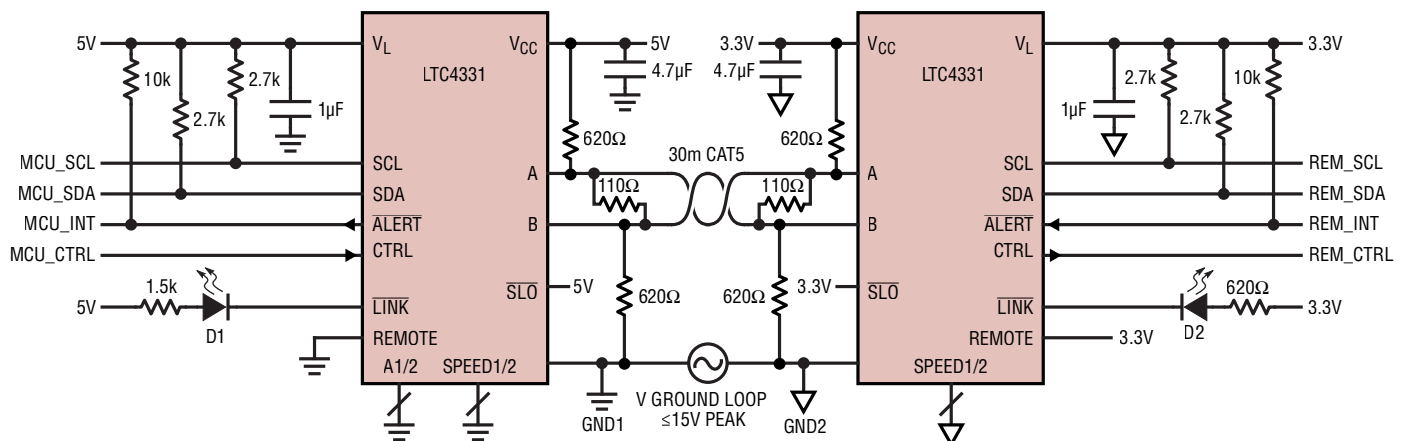 5V
VL
VCC
5V
3.3V
VCC
VL
3.3V
10k
2.7k
2.7k
1µF
LTC4331
4.7µF
4.7µF
LTC4331
1µF
2.7k
2.7k
10k
620Ω
620Ω
30m CAT5
MCU_SCL
SCL
SCL
REM_SCL
A
110Ω
110Ω
A
MCU_SDA
SDA
SDA
REM_SDA
MCU_INT
ALERT
B
B
ALERT
REM_INT
MCU_CTRL
CTRL
CTRL
REM_CTRL
5V
1.5k
D1
LINK
SLO
5V
620Ω
620Ω
3.3V
SLO
LINK
D2
620Ω
3.3V
REMOTE
REMOTE
3.3V
A1/2
SPEED1/2
SPEED1/2
GND1
V GROUND LOOP
≤15V PEAK
GND2